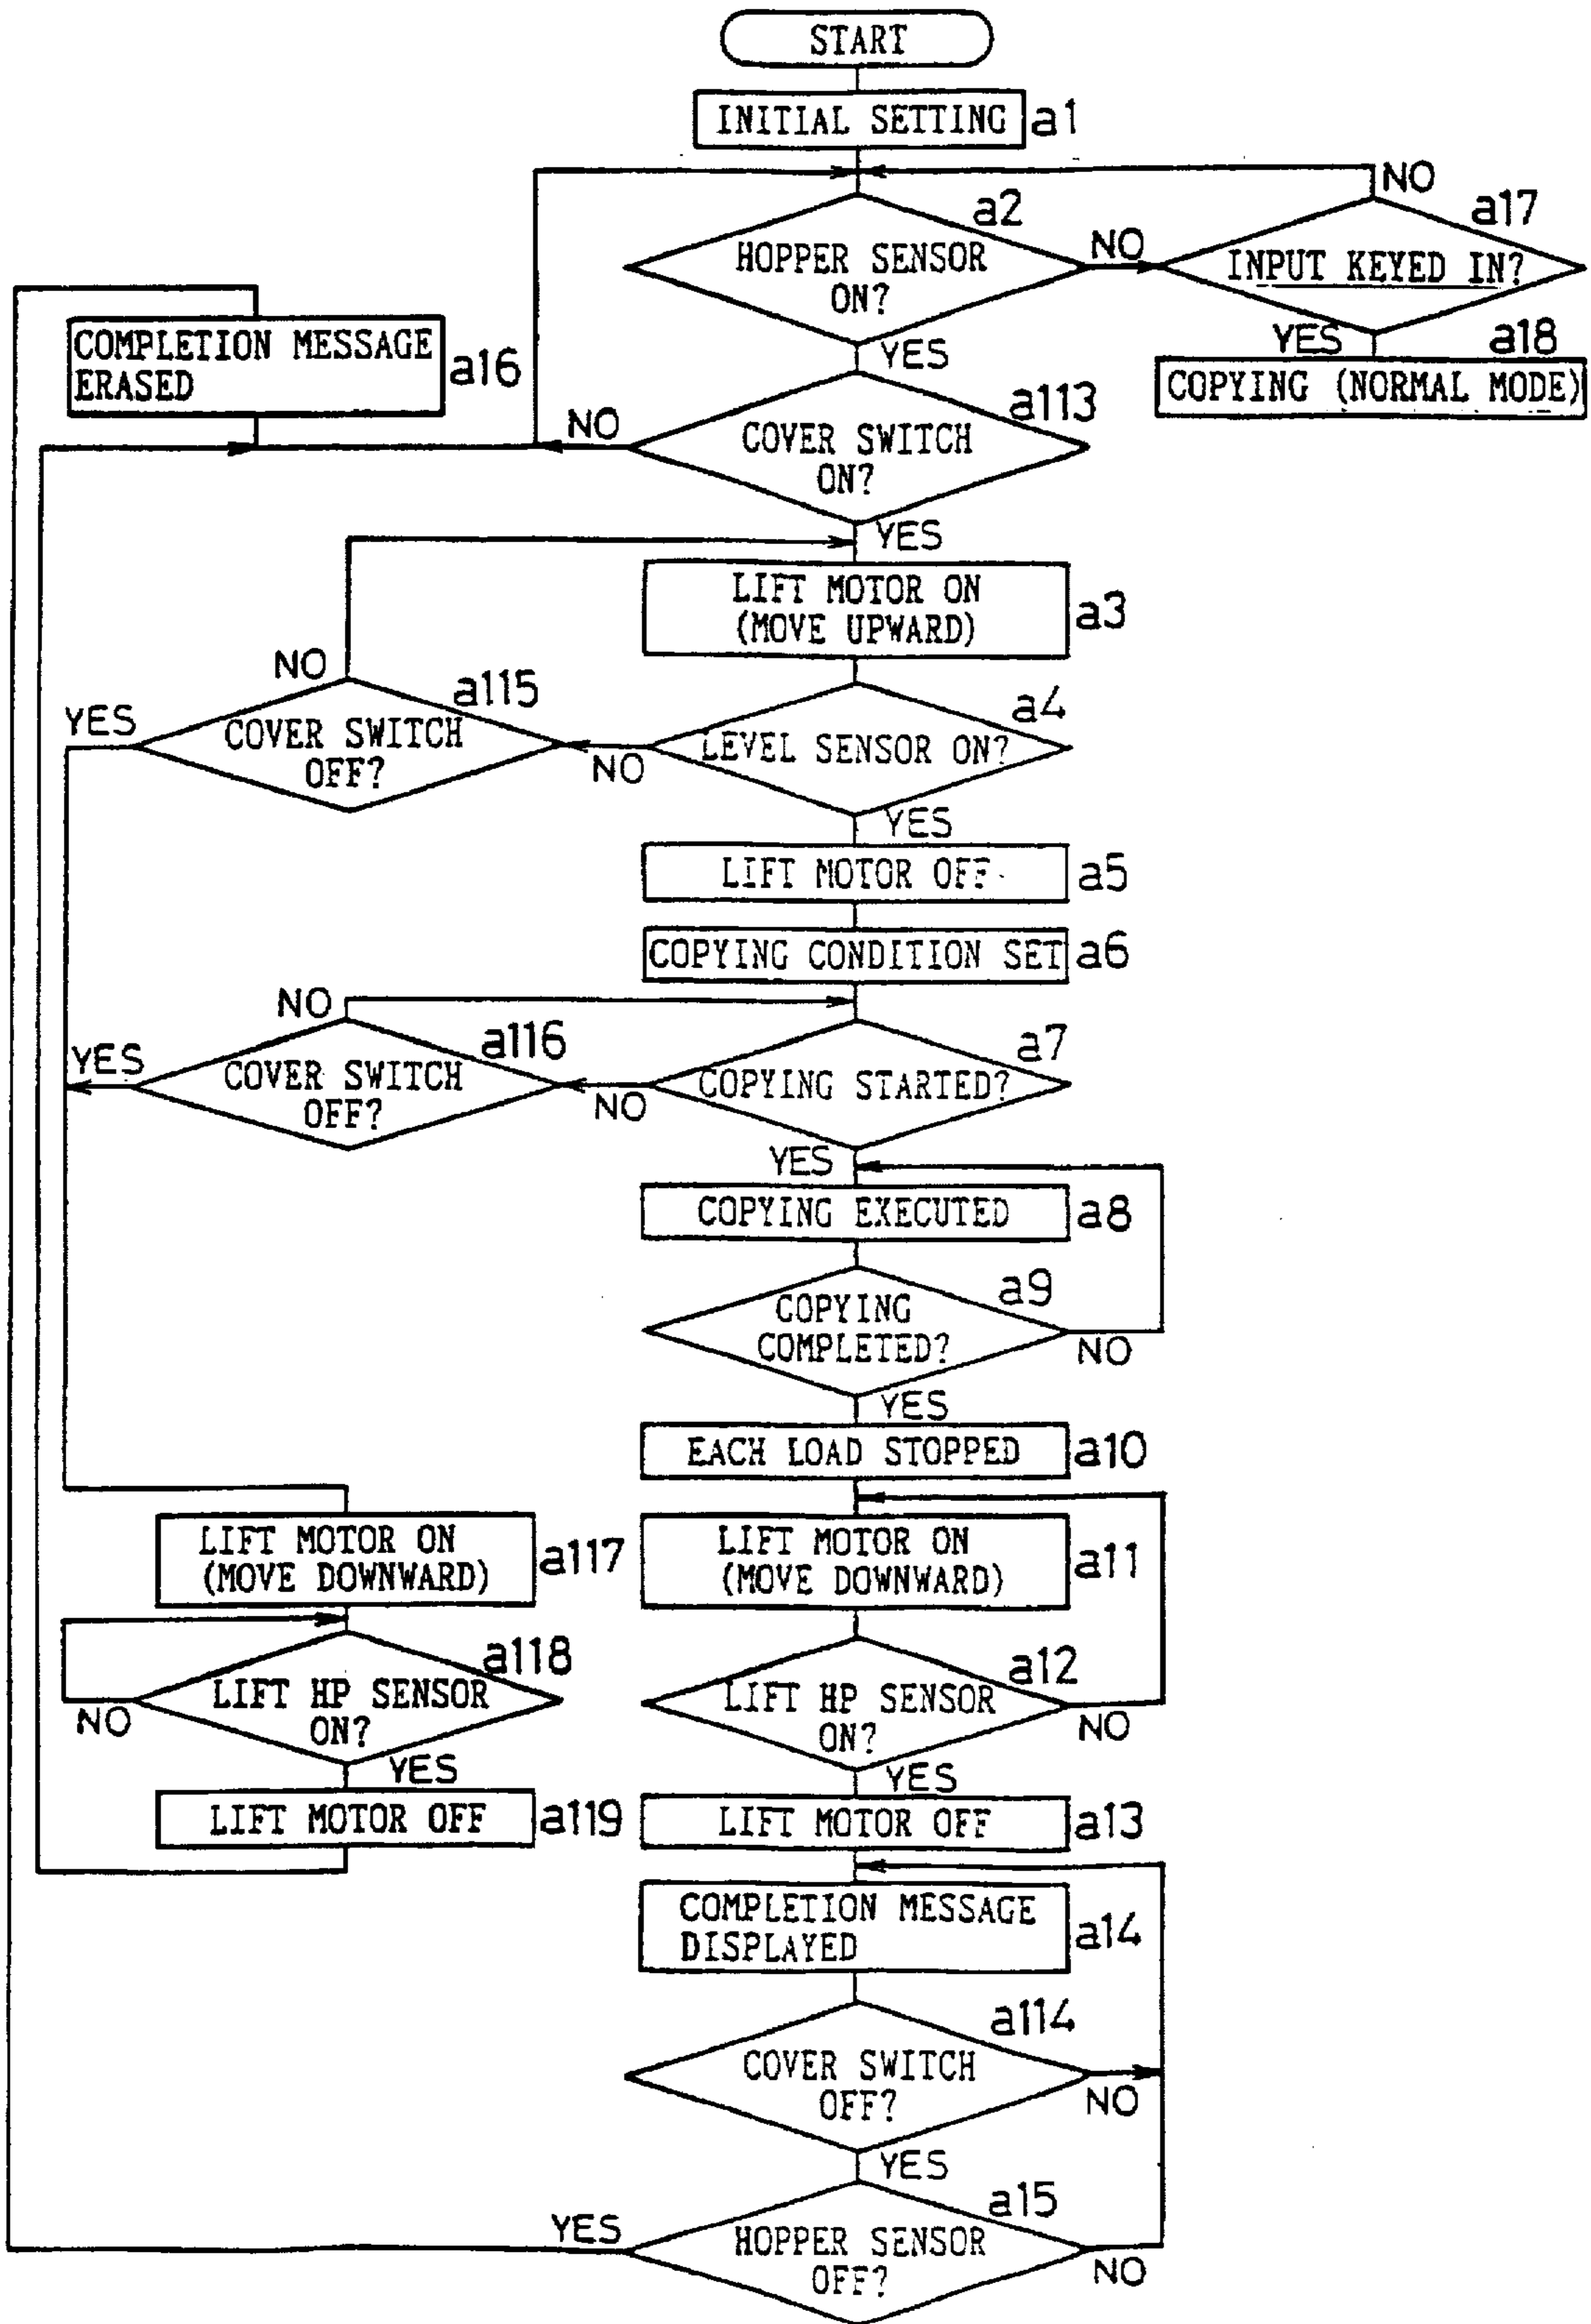 START
INITIAL SETTING a1
NO
a2
a17
HOPPER SENSOR
ON?
NO
INPUT KEYED IN?
YES
YES a18
COPYING (NORMAL MODE)
COMPLETION MESSAGE
ERASED
a16
a113
NO
COVER SWITCH
ON?
YES
LIFT MOTOR ON
(MOVE UPWARD)
a3
NO
a115
a4
YES
COVER SWITCH
OFF?
NO
LEVEL SENSOR ON?
YES
LIFT MOTOR OFF a5
COPYING CONDITION SET a6
NO
a116
a7
YES
COVER SWITCH
OFF?
NO
COPYING STARTED?
YES
COPYING EXECUTED a8
a9
COPYING
COMPLETED?
NO
YES
EACH LOAD STOPPED a10
LIFT MOTOR ON
(MOVE DOWNWARD)
a117
LIFT MOTOR ON
(MOVE DOWNWARD)
a11
a118
LIFT HP SENSOR
ON?
NO
YES
a12
LIFT HP SENSOR
ON?
NO
YES
LIFT MOTOR OFF a119
LIFT MOTOR OFF a13
COMPLETION MESSAGE
DISPLAYED
a14
a114
COVER SWITCH
OFF?
NO
YES
a15
YES
HOPPER SENSOR
OFF?
NO